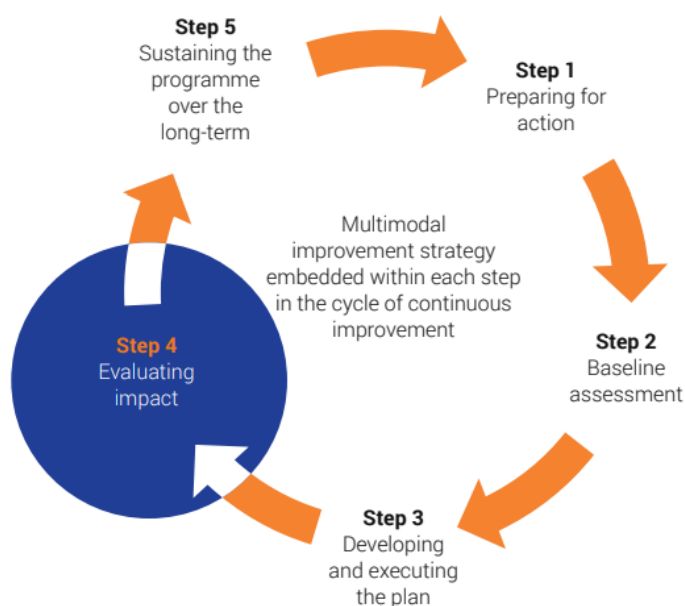 Step 5
Sustaining the
programme
over the
long-term
Step 1
Preparing for
action
Multimodal
improvement strategy
embedded within each step
in the cycle of continuous
improvement
Step 2
Baseline
assessment
Step 4
Evaluating
impact
Step 3
Developing
and executing
the plan